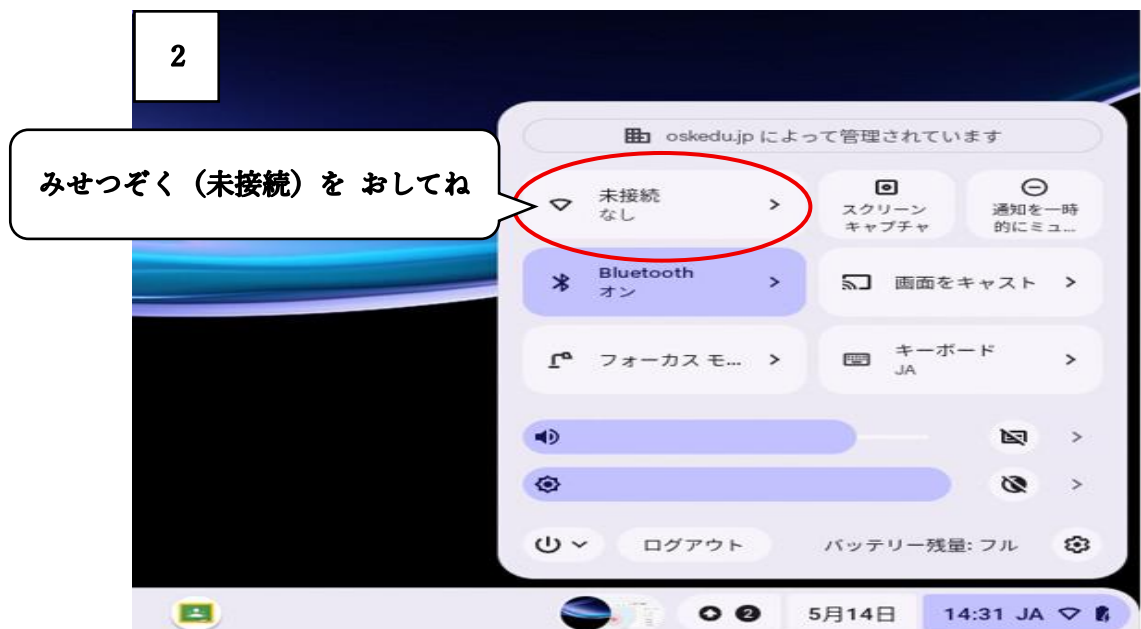 2
みせつぞく（未接続）を おしてね
oskedu.jp によって管理されています
未接続
なし
スクリーン
キャプチャ
通知を一時
的にミュ...
Bluetooth
オン
画面をキャスト
フォーカス モ...
キーボード
JA
ログアウト
バッテリー残量: フル
2
5月14日
14:31 JA